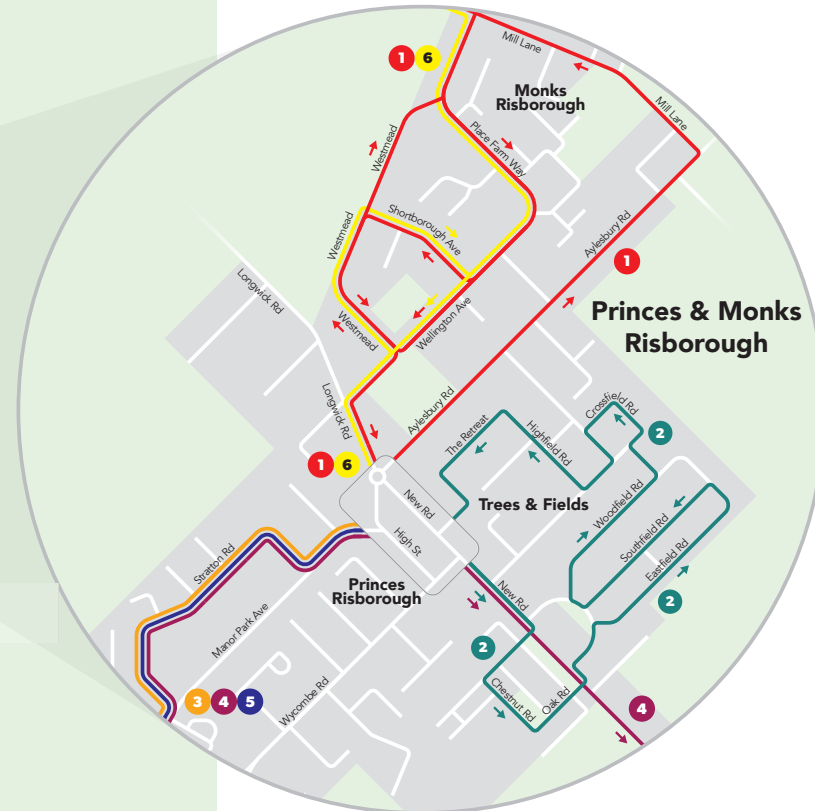 Mill Lane
1 6
Monks
Risborough
Mill Lane
Westmead
Place Farm Way
Shortborough Ave
Westmead
Aylesbury Rd
1
Longwick Rd
Princes & Monks
Risborough
Wellington Ave
Westmead
Longwick Rd
Aylesbury Rd
Crossfield Rd
2
The Retreat
Highfield Rd
1 6
New Rd
Trees & Fields
Woodfield Rd
High St
Southfield Rd
Stratton Rd
Eastfield Rd
Princes
Risborough
New Rd
2
Manor Park Ave
2
Wycombe Rd
Chestnut Rd
Oak Rd
3 4 5
4